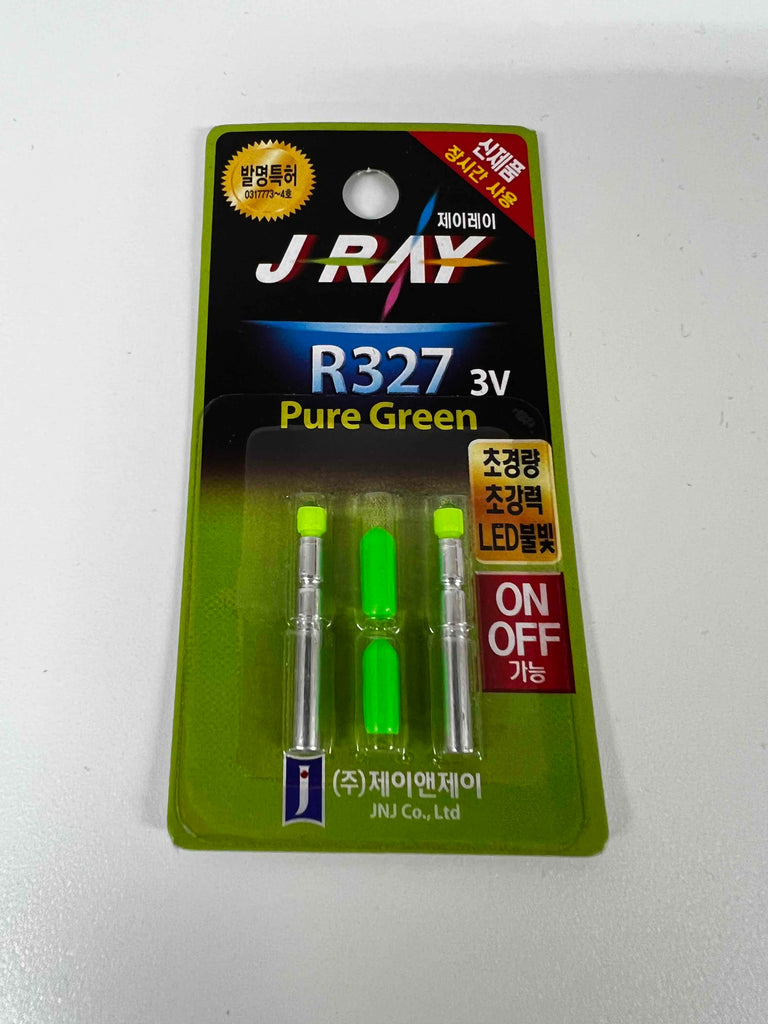 발명특허
0317773~4호
신제품
장시간 사용
제이레이
J RAY
R327 3V
Pure Green
초경량
초강력
LED불빛
ON
OFF
가능
J
(주)제이앤제이
JNJ Co., Ltd